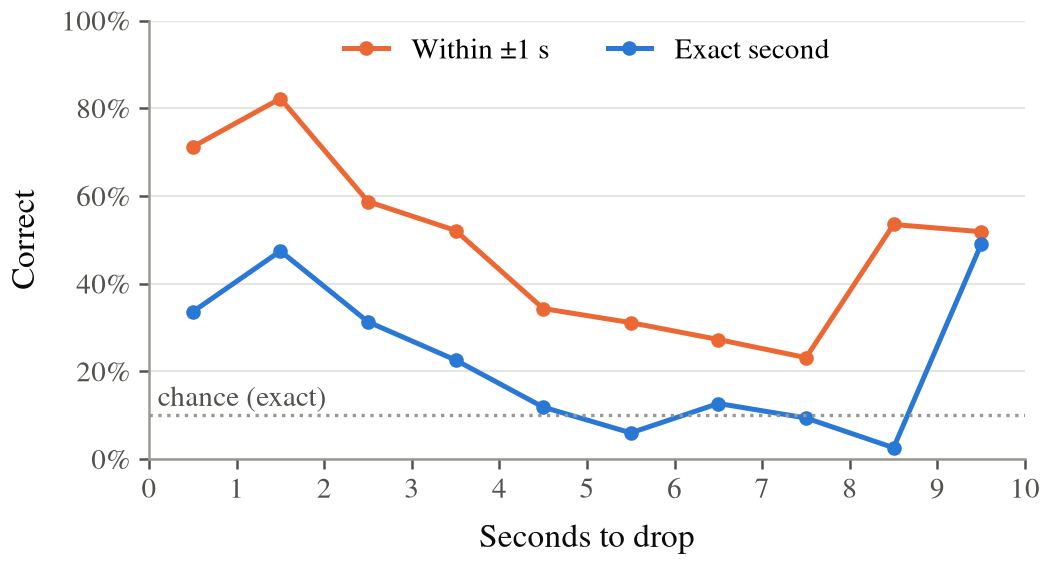 100%
Within ±1 s
Exact second
80%
60%
Correct
40%
20%
chance (exact)
0%
0 1 2 3 4 5 6 7 8 9 10
Seconds to drop